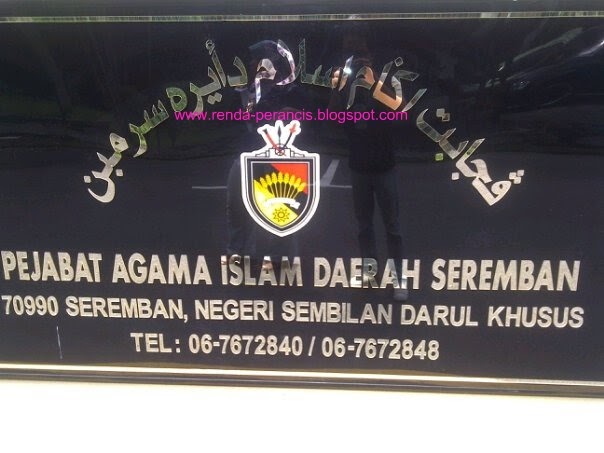 ڤجابت اݢام اسلام دأيره سرمبن
www.renda-perancis.blogspot.com
PEJABAT AGAMA ISLAM DAERAH SEREMBAN
70990 SEREMBAN, NEGERI SEMBILAN DARUL KHUSUS
TEL: 06-7672840 / 06-7672848